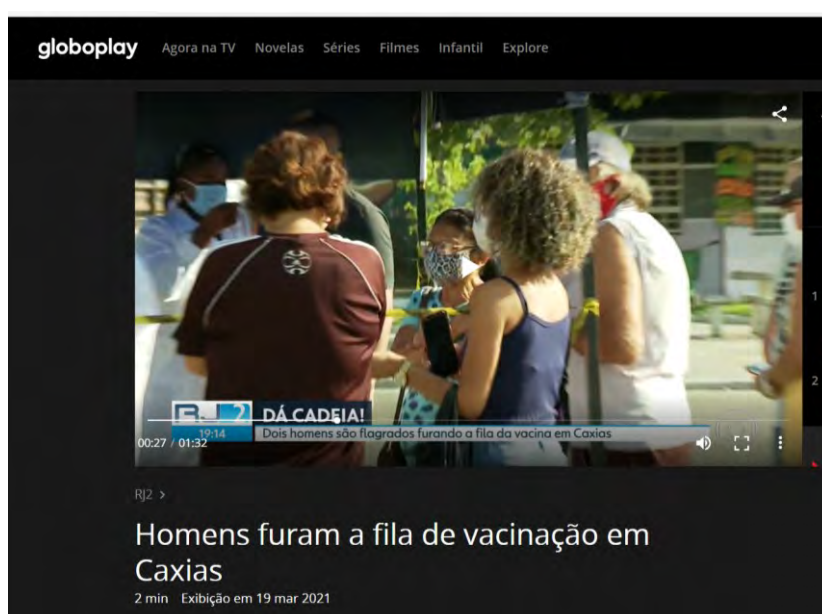 globoplay Agora na TV Novelas Séries Filmes Infantil Explore
1
2
RJ2 DÁ CADEIA!
19:14 Dois homens são flagrados furando a fila da vacina em Caxias
00:27 / 01:32
RJ2 >
Homens furam a fila de vacinação em
Caxias
2 min Exibição em 19 mar 2021